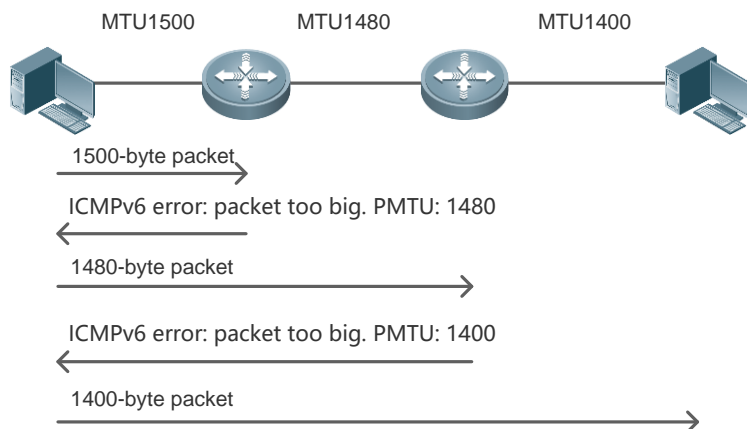 MTU1500 MTU1480 MTU1400
1500-byte packet
ICMPv6 error: packet too big. PMTU: 1480
1480-byte packet
ICMPv6 error: packet too big. PMTU: 1400
1400-byte packet